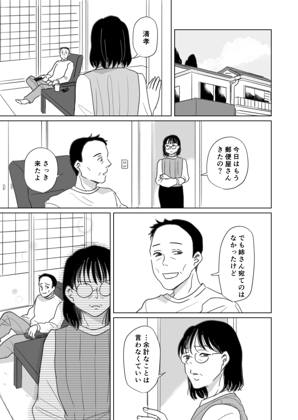 清孝
今日はもう
郵便屋さん
きたの？
さっき
来たよ
でも姉さん宛てのは
なかったけど
…余計なことは
言わなくていい